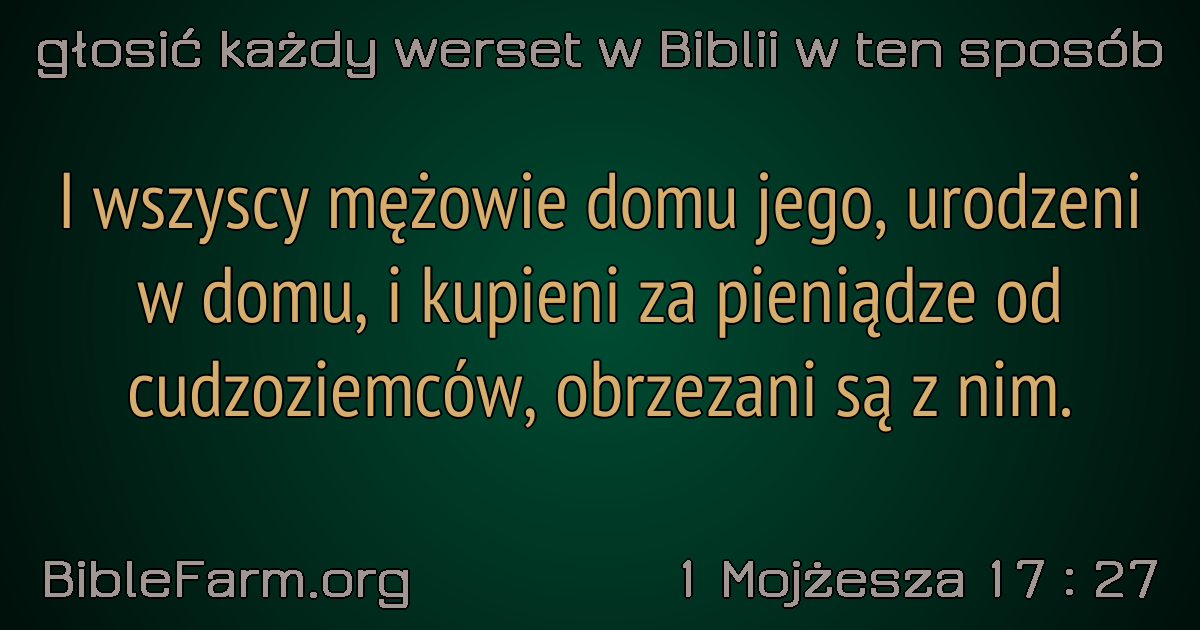 głosić każdy werset w Biblii w ten sposób
I wszyscy mężowie domu jego, urodzeni
w domu, i kupieni za pieniądze od
cudzoziemców, obrzezani są z nim.
BibleFarm.org
1 Mojżesza 17 : 27